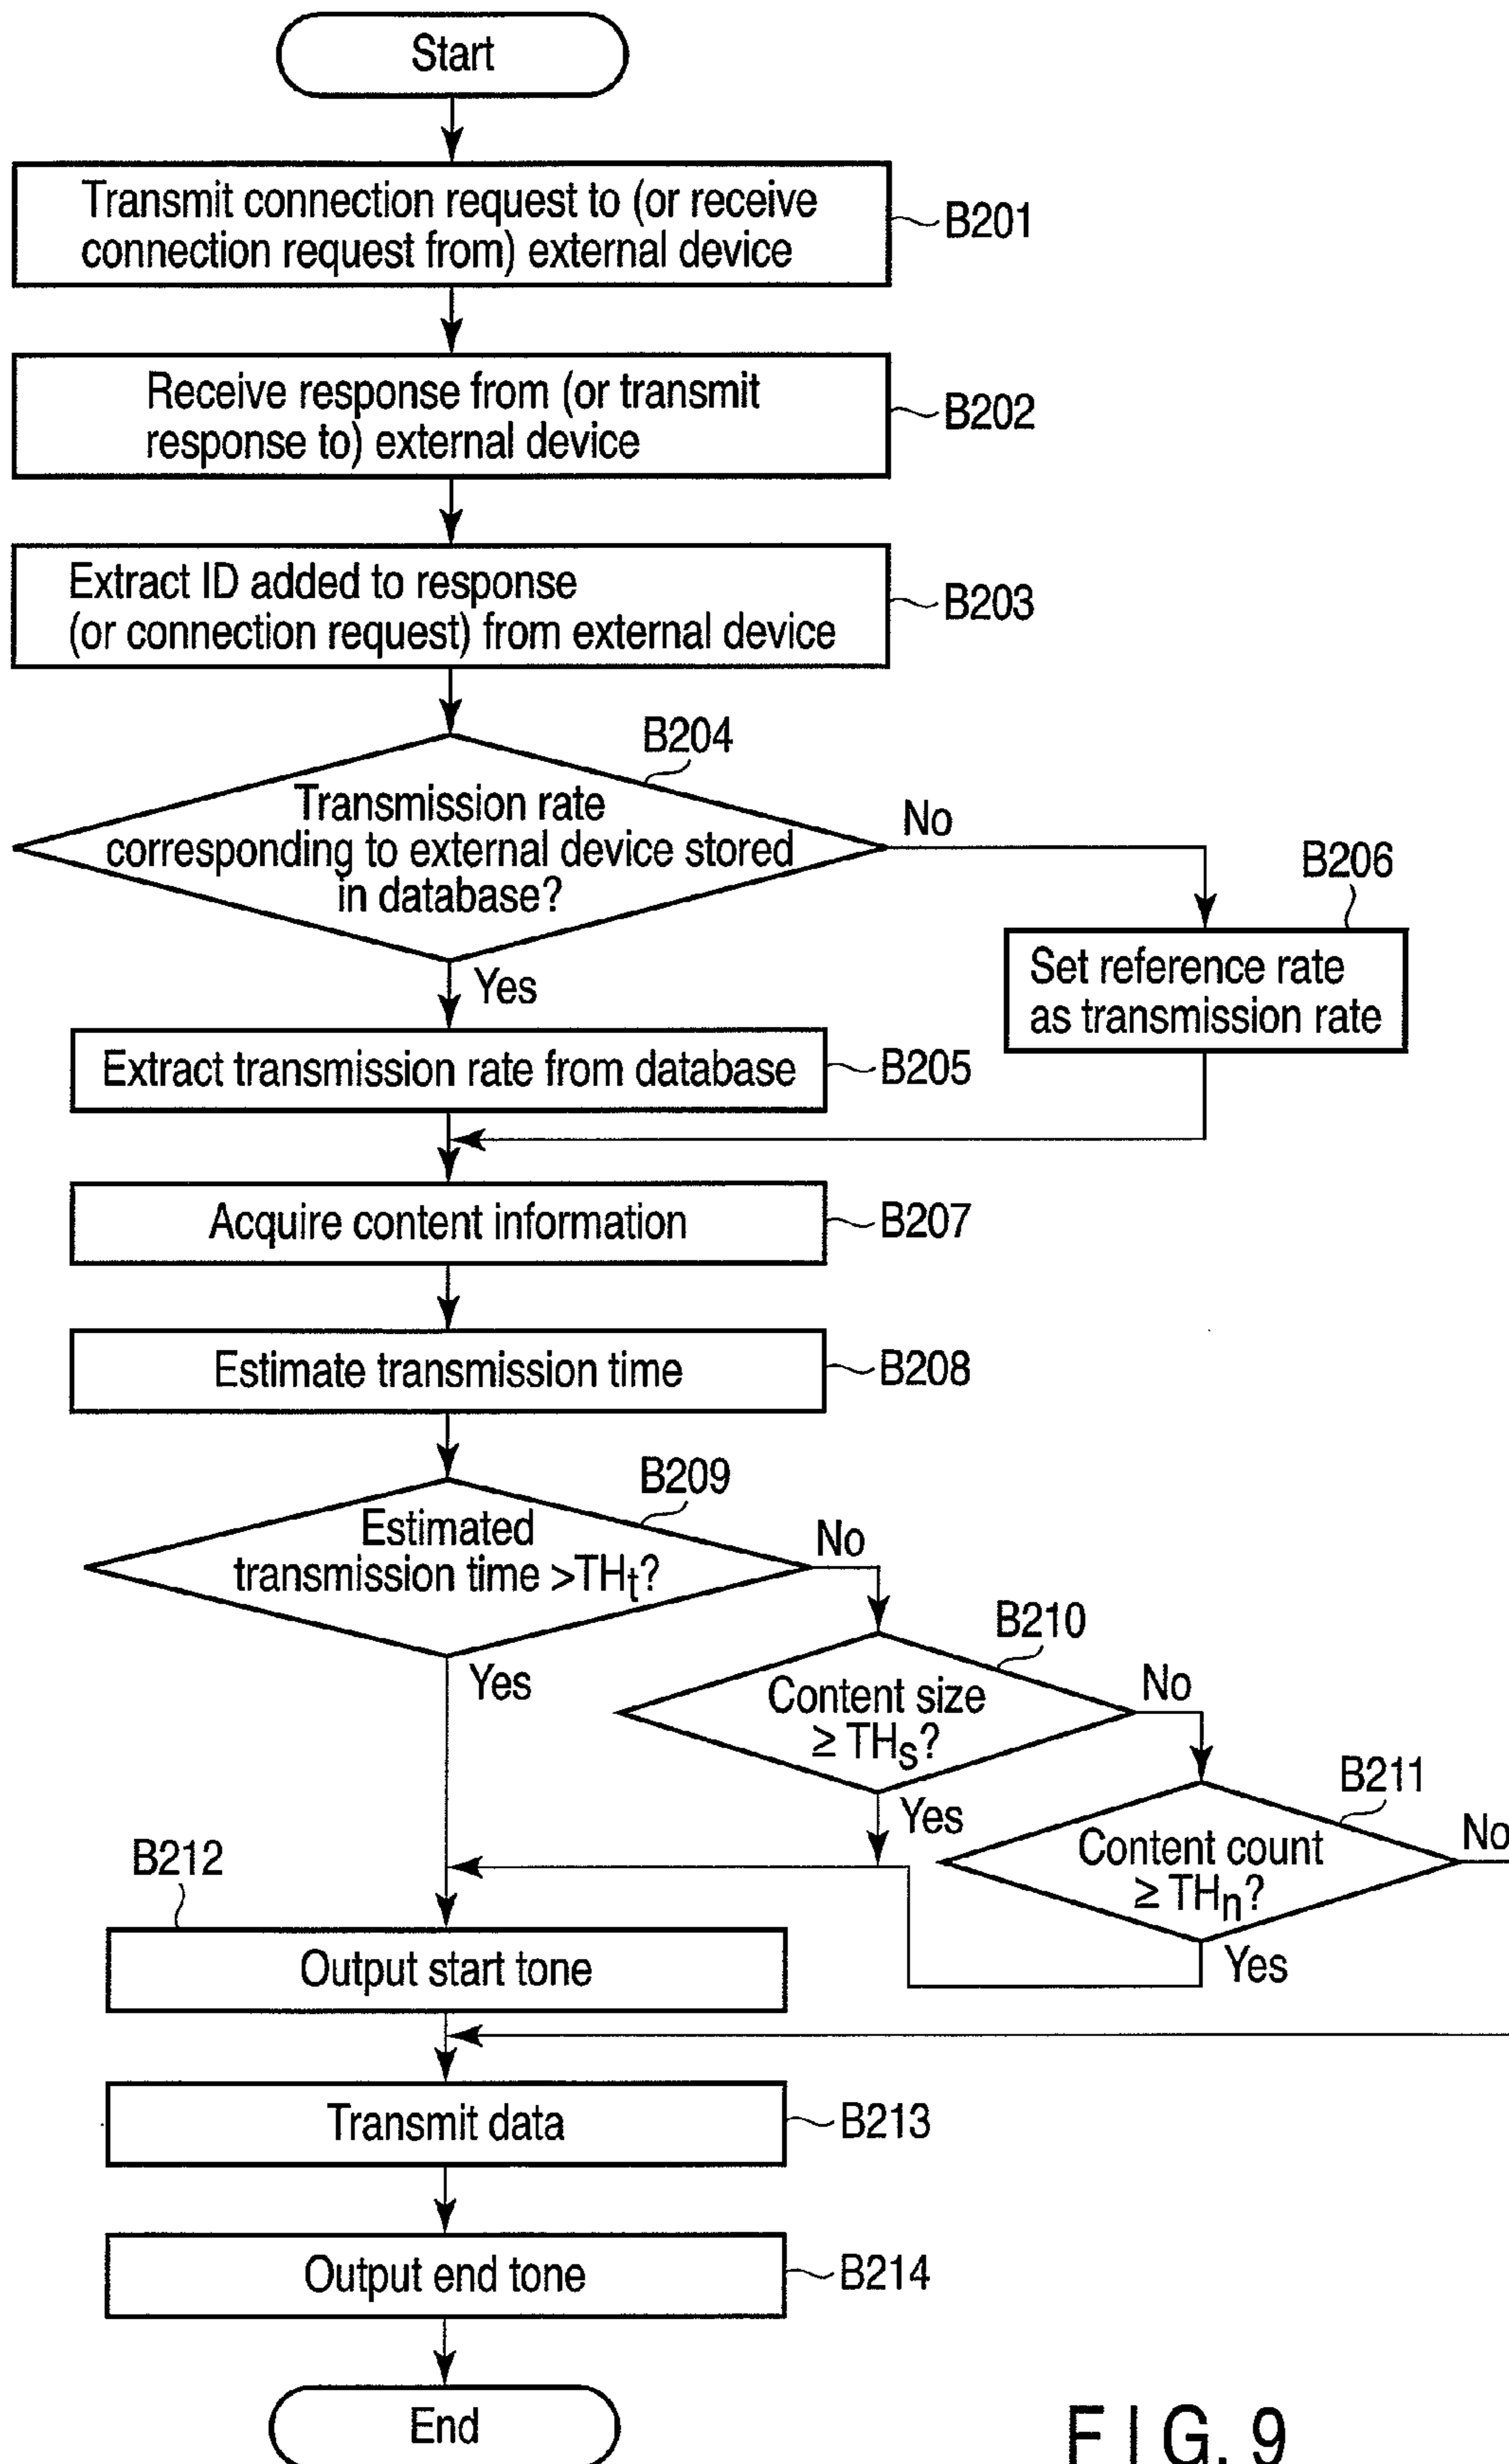 Start
Transmit connection request to (or receive
connection request from) external device
B201
Receive response from (or transmit
response to) external device
B202
Extract ID added to response
(or connection request) from external device
B203
B204
Transmission rate
corresponding to external device stored
in database?
No
B206
Set reference rate
as transmission rate
Yes
Extract transmission rate from database
B205
Acquire content information
B207
Estimate transmission time
B208
B209
Estimated
transmission time >THt?
No
B210
Content size
≥ THs?
No
Yes
B211
Content count
≥ THn?
No
Yes
Yes
B212
Output start tone
Transmit data
B213
Output end tone
B214
End
FIG. 9